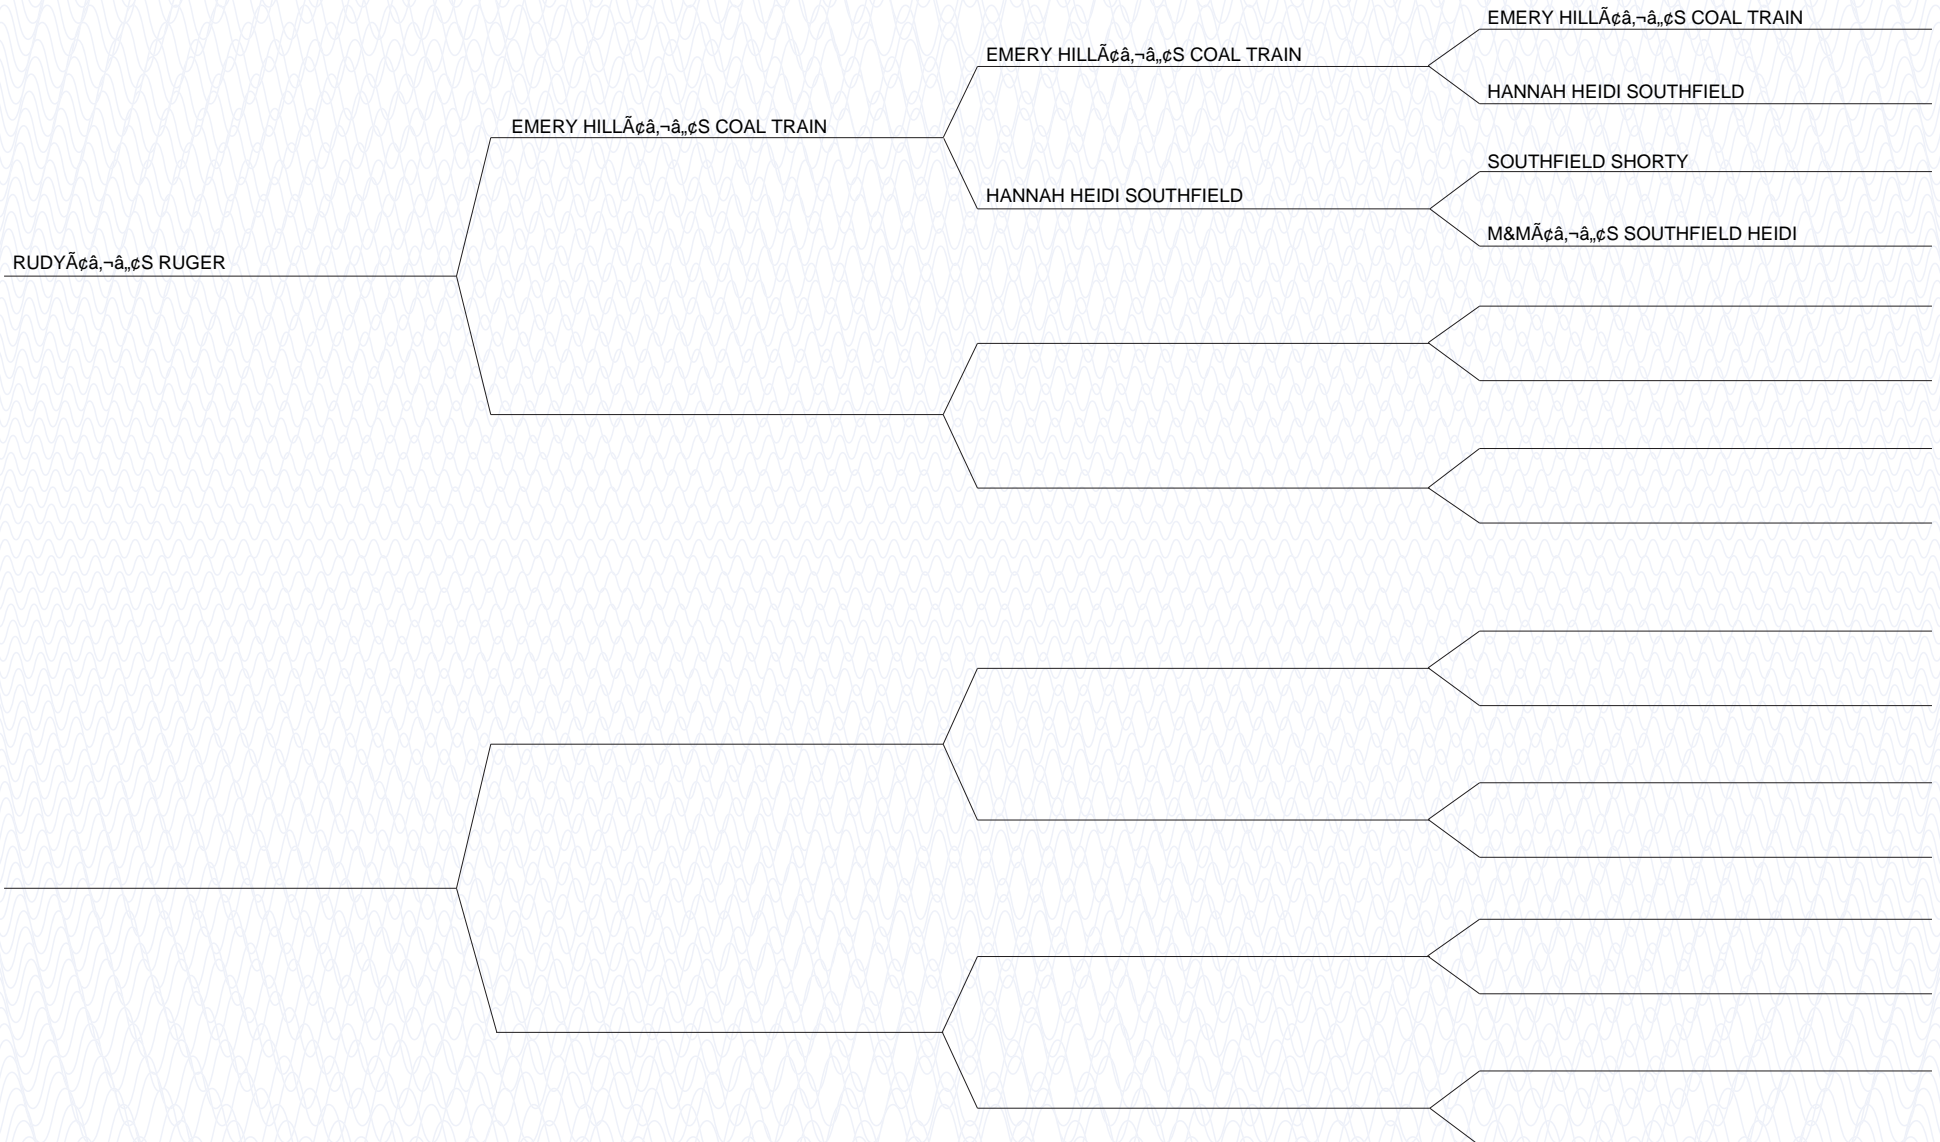 EMERY HILLÃ¢â‚¬â„¢S COAL TRAIN
EMERY HILLÃ¢â‚¬â„¢S COAL TRAIN
HANNAH HEIDI SOUTHFIELD
EMERY HILLÃ¢â‚¬â„¢S COAL TRAIN
SOUTHFIELD SHORTY
HANNAH HEIDI SOUTHFIELD
M&MÃ¢â‚¬â„¢S SOUTHFIELD HEIDI
RUDYÃ¢â‚¬â„¢S RUGER